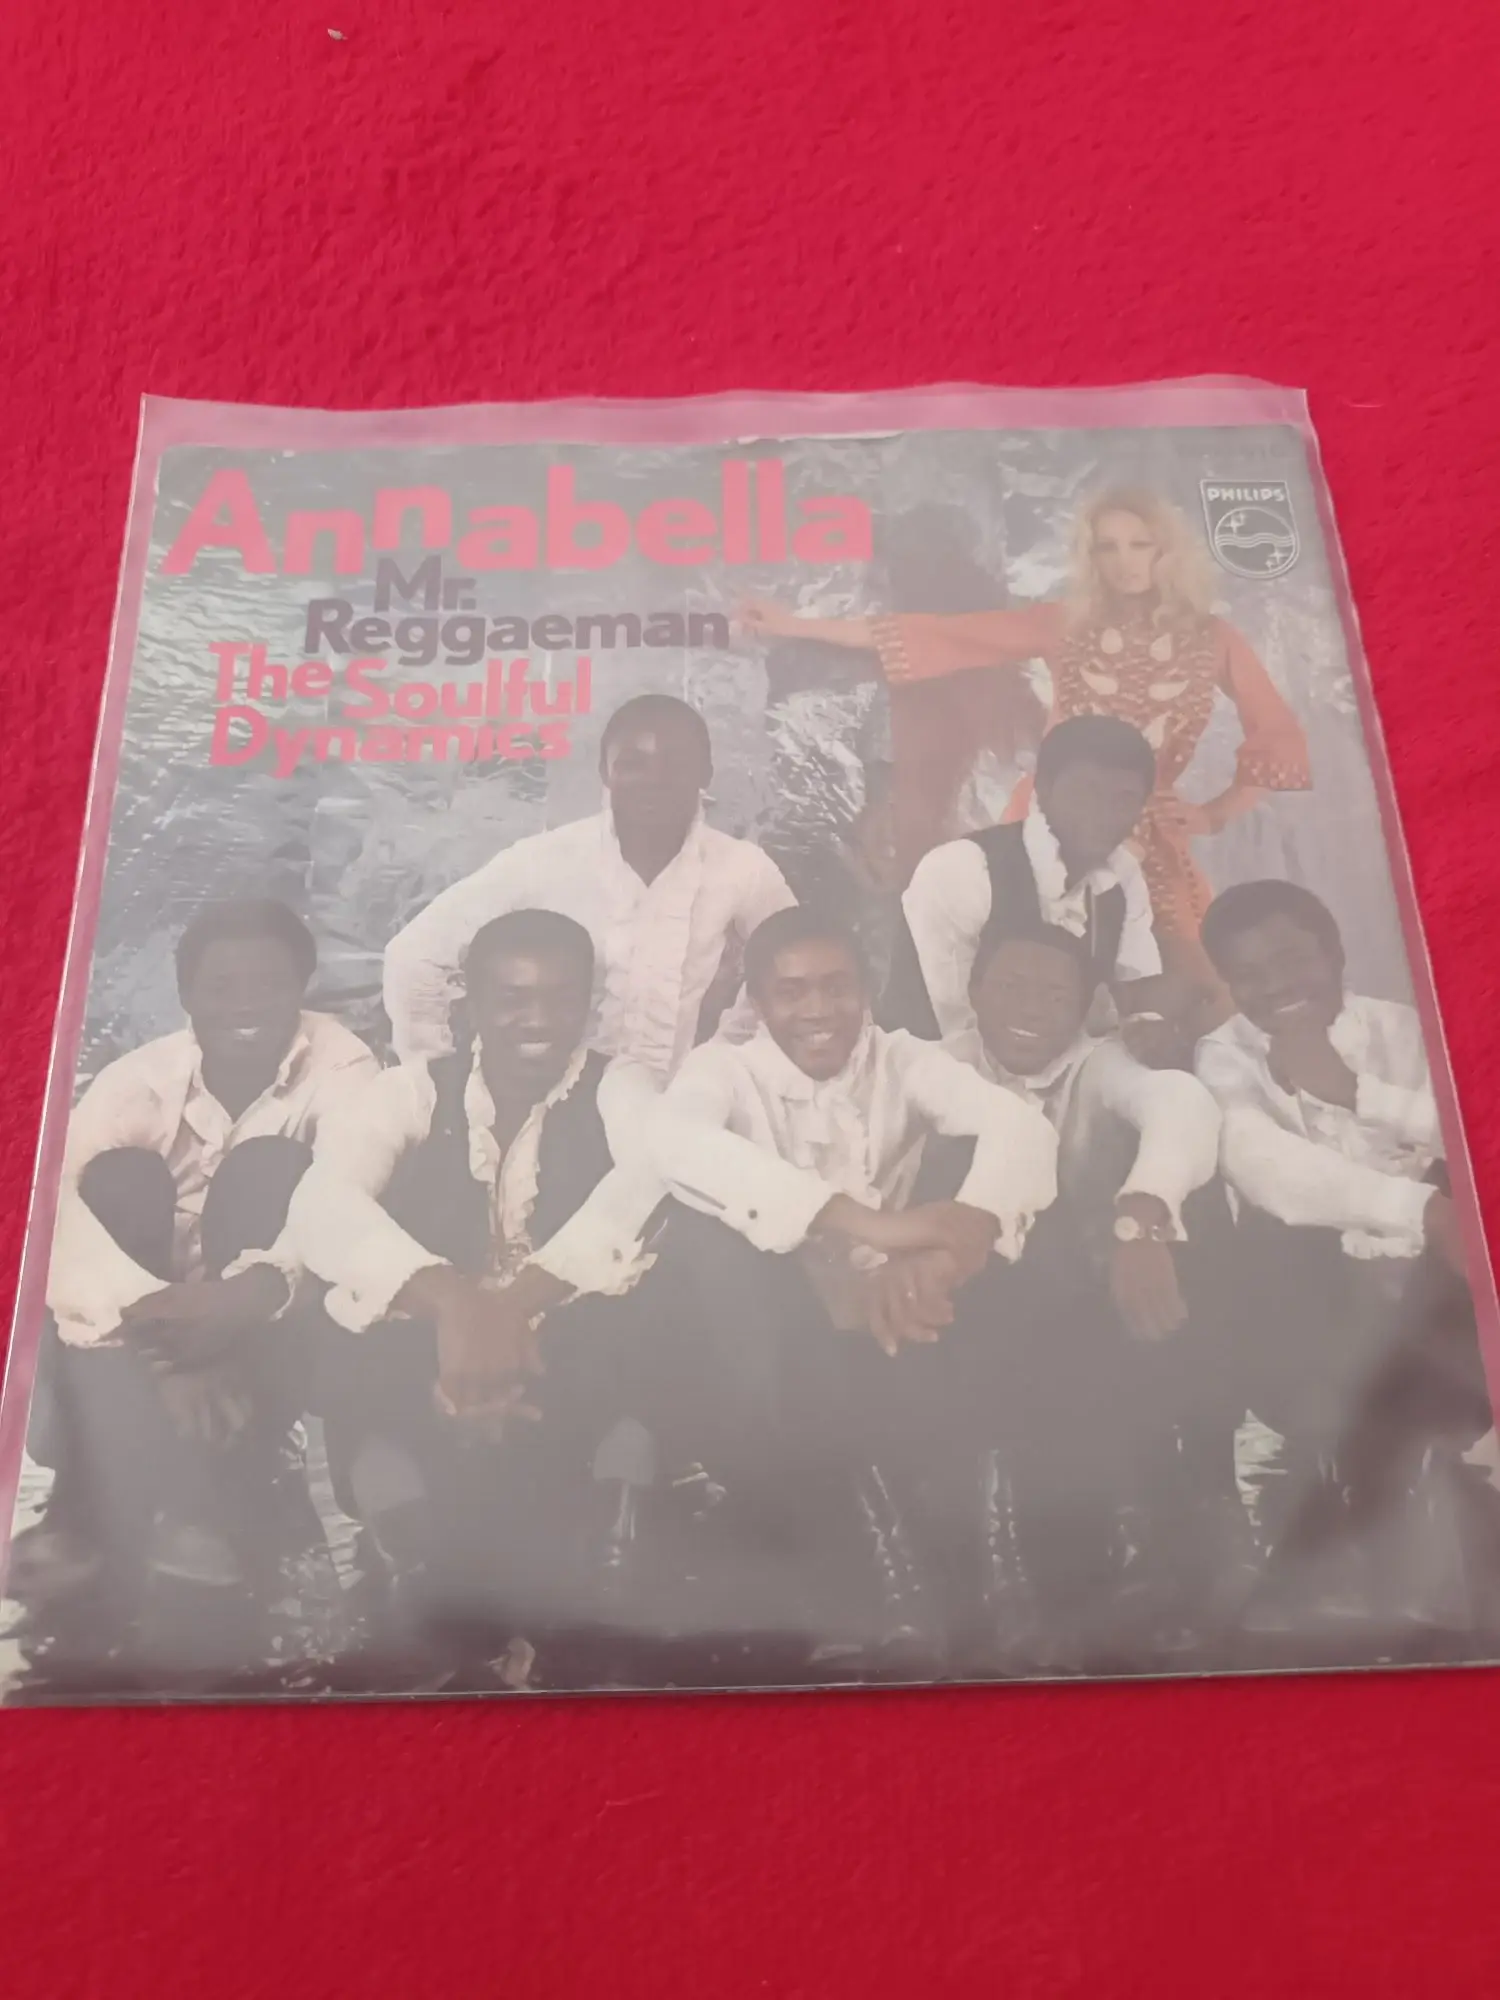 Annabella
PHILIPS
Mr.
Reggaeman
The Soulful
Dynamics